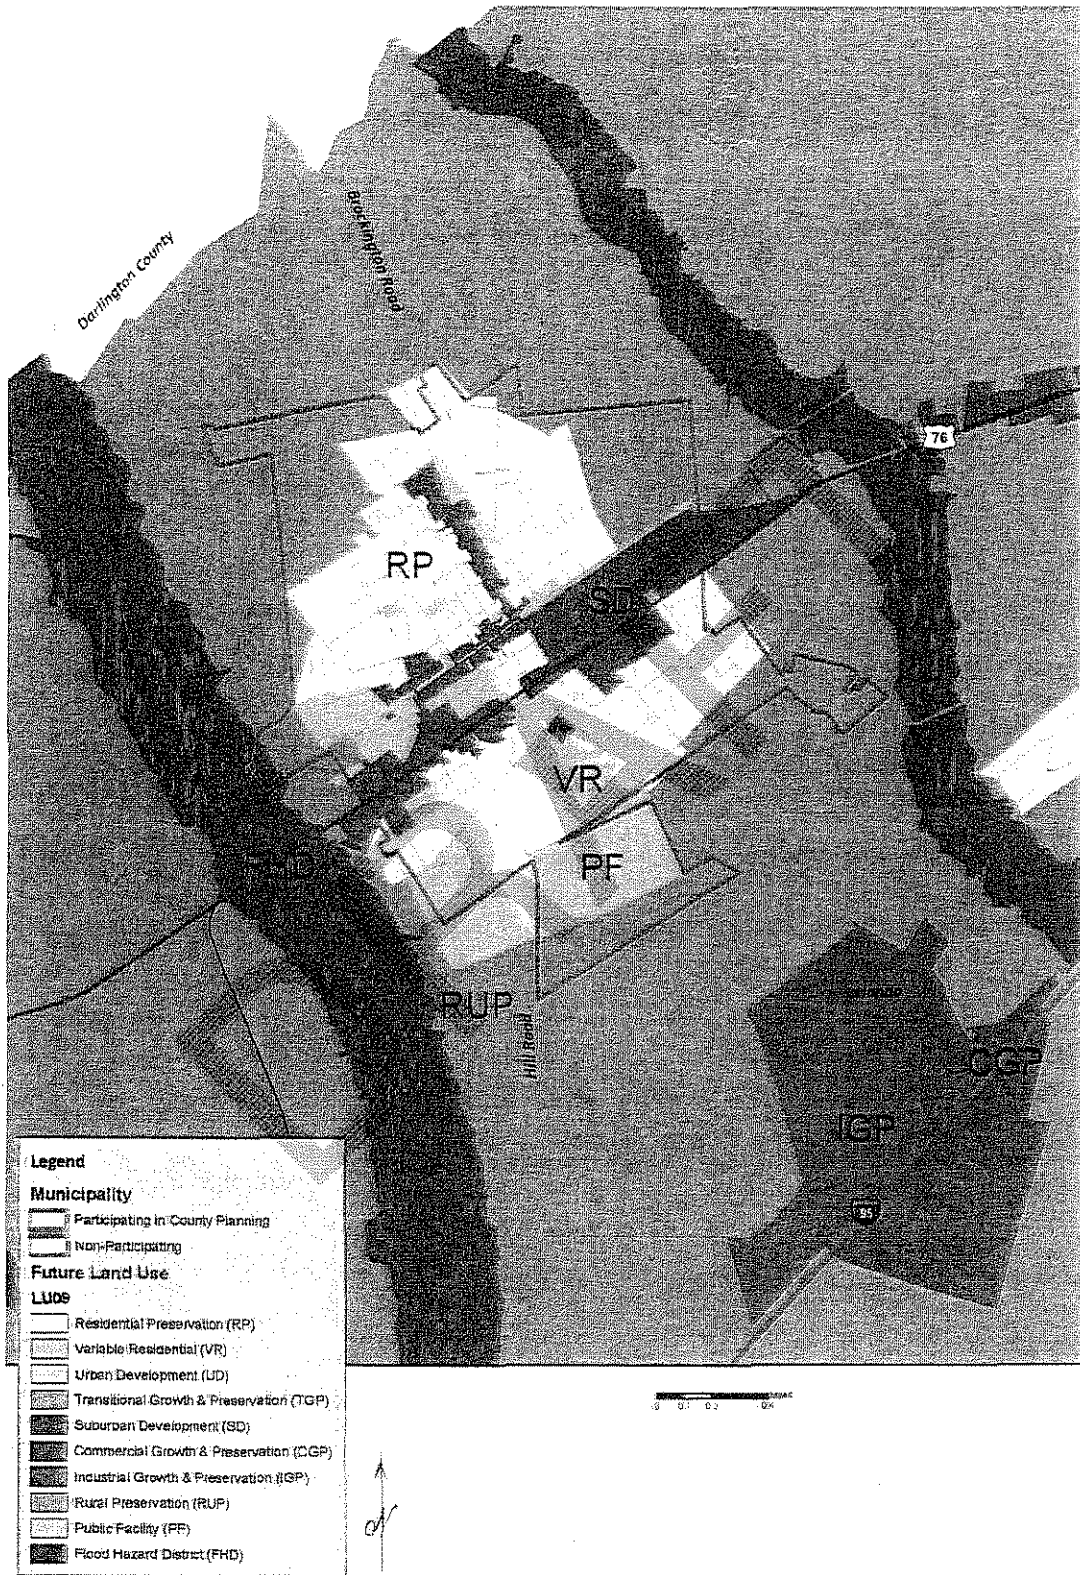 Darlington County
Brockington Road
76
RP
SD
VR
PF
FHD
RUP
Hill Road
CGP
IGP
95
Legend
Municipality
Participating in County Planning
Non-Participating
Future Land Use
LU09
Residential Preservation (RP)
Variable Residential (VR)
Urban Development (UD)
Transitional Growth & Preservation (TGP)
Suburban Development (SD)
Commercial Growth & Preservation (CGP)
Industrial Growth & Preservation (IGP)
Rural Preservation (RUP)
Public Facility (PF)
Flood Hazard District (FHD)
N